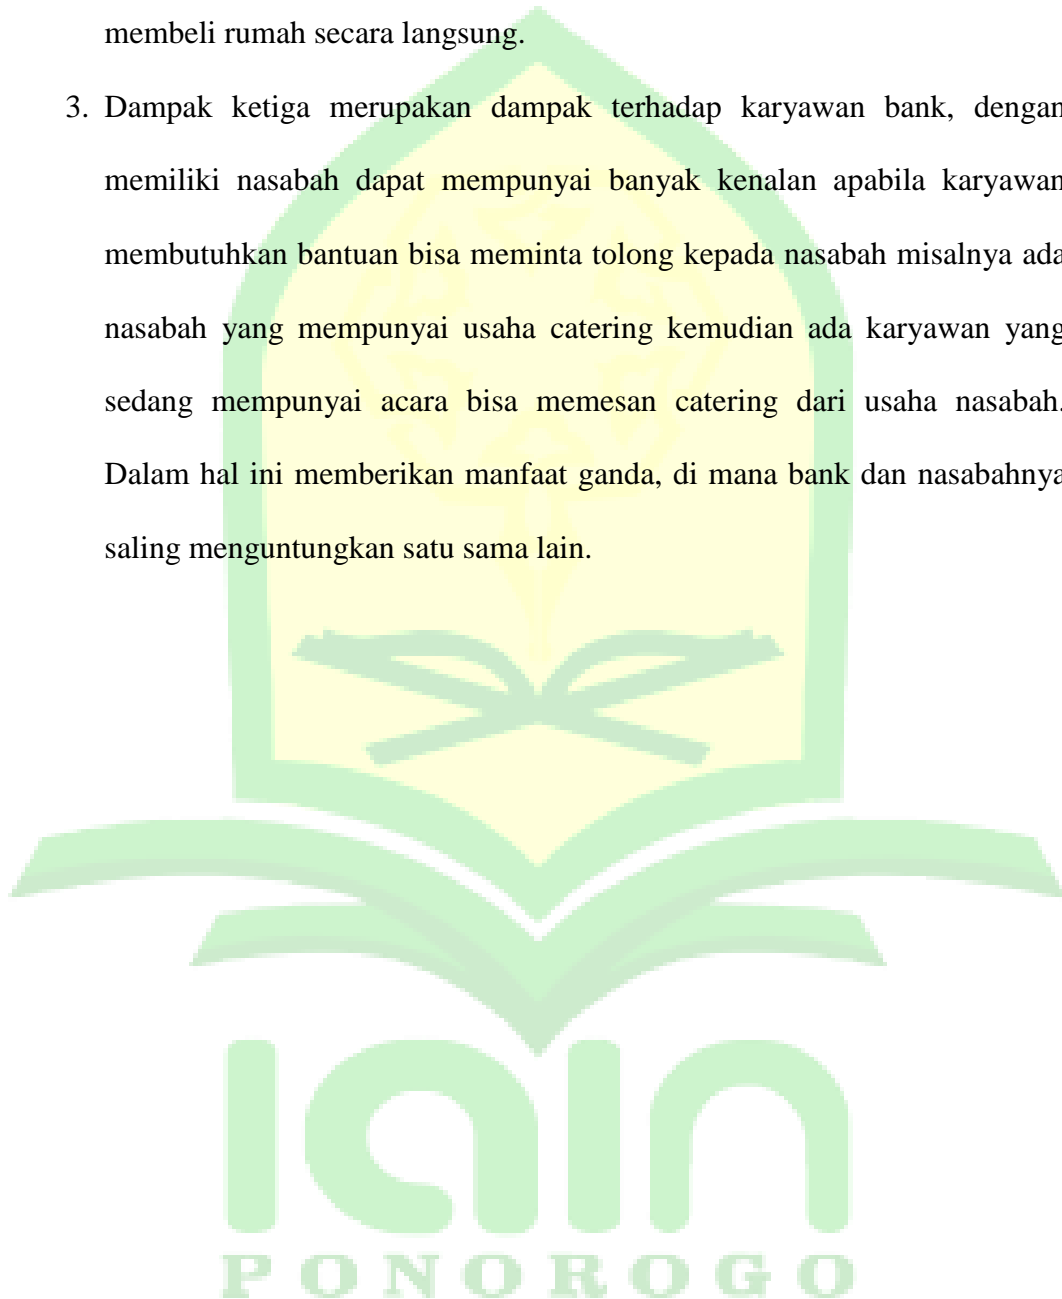 membeli rumah secara langsung.
3. Dampak ketiga merupakan dampak terhadap karyawan bank, dengan
memiliki nasabah dapat mempunyai banyak kenalan apabila karyawan
membutuhkan bantuan bisa meminta tolong kepada nasabah misalnya ada
nasabah yang mempunyai usaha catering kemudian ada karyawan yang
sedang mempunyai acara bisa memesan catering dari usaha nasabah.
Dalam hal ini memberikan manfaat ganda, di mana bank dan nasabahnya
saling menguntungkan satu sama lain.
iain
PONOROGO